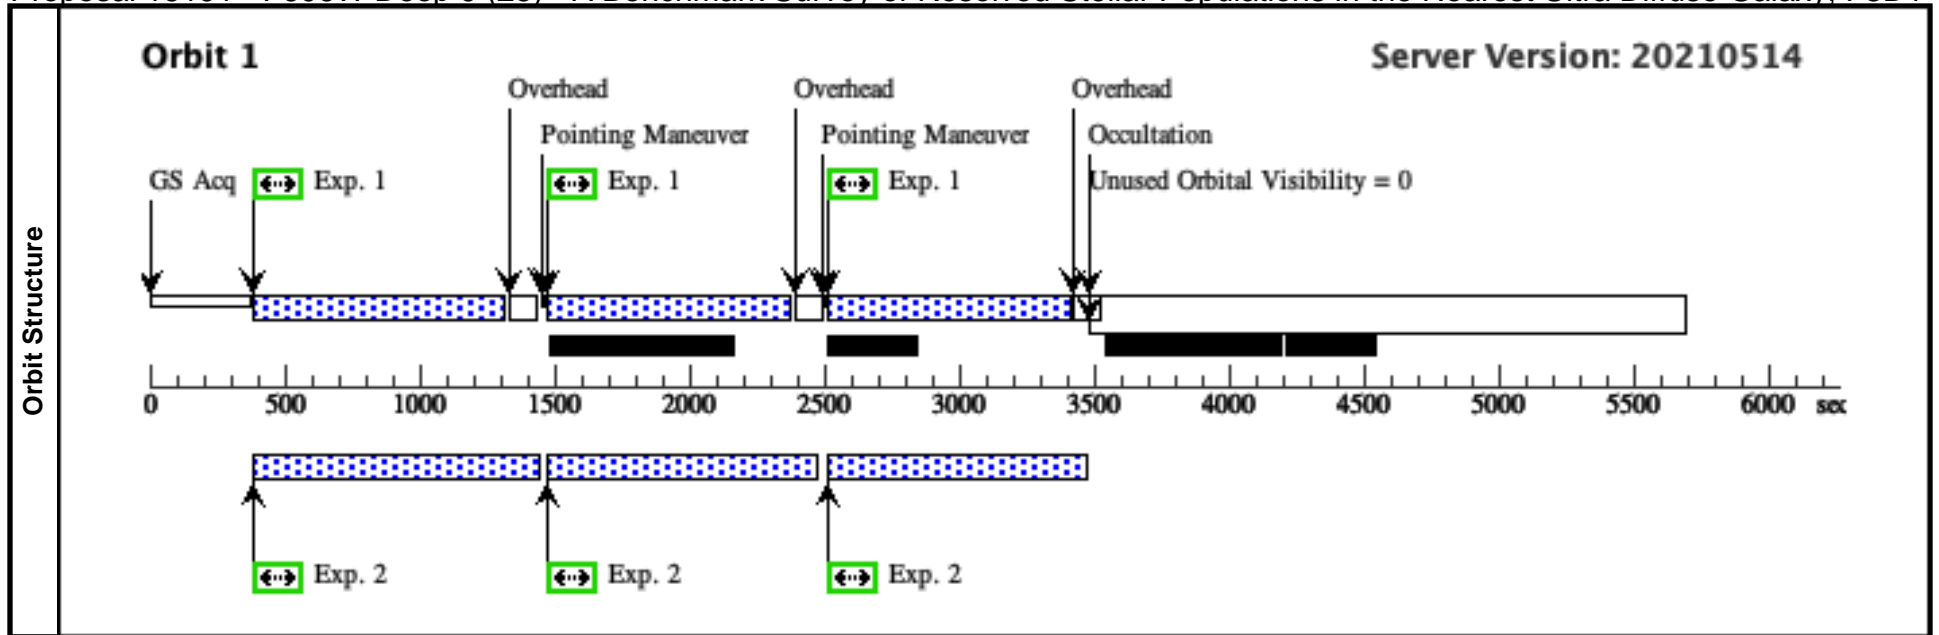 Orbit 1
Server Version: 20210514
Overhead
Overhead
Overhead
Pointing Maneuver
Pointing Maneuver
Occultation
GS Acq
Exp. 1
Exp. 1
Exp. 1
Unused Orbital Visibility = 0
Orbit Structure
0
500
1000
1500
2000
2500
3000
3500
4000
4500
5000
5500
6000
sec
Exp. 2
Exp. 2
Exp. 2